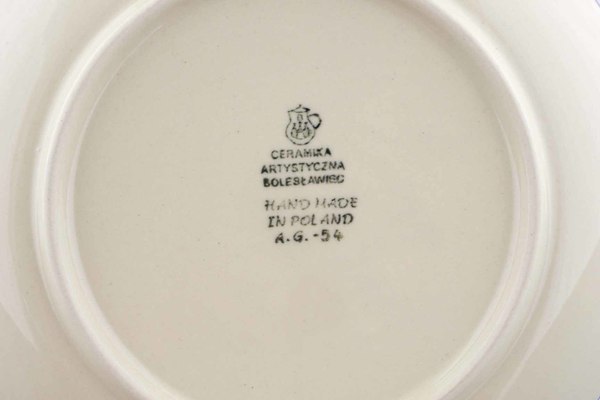 CERAMIKA
ARTYSTYCZNA
BOLESŁAWIEC
HAND MADE
IN POLAND
A.G.-54